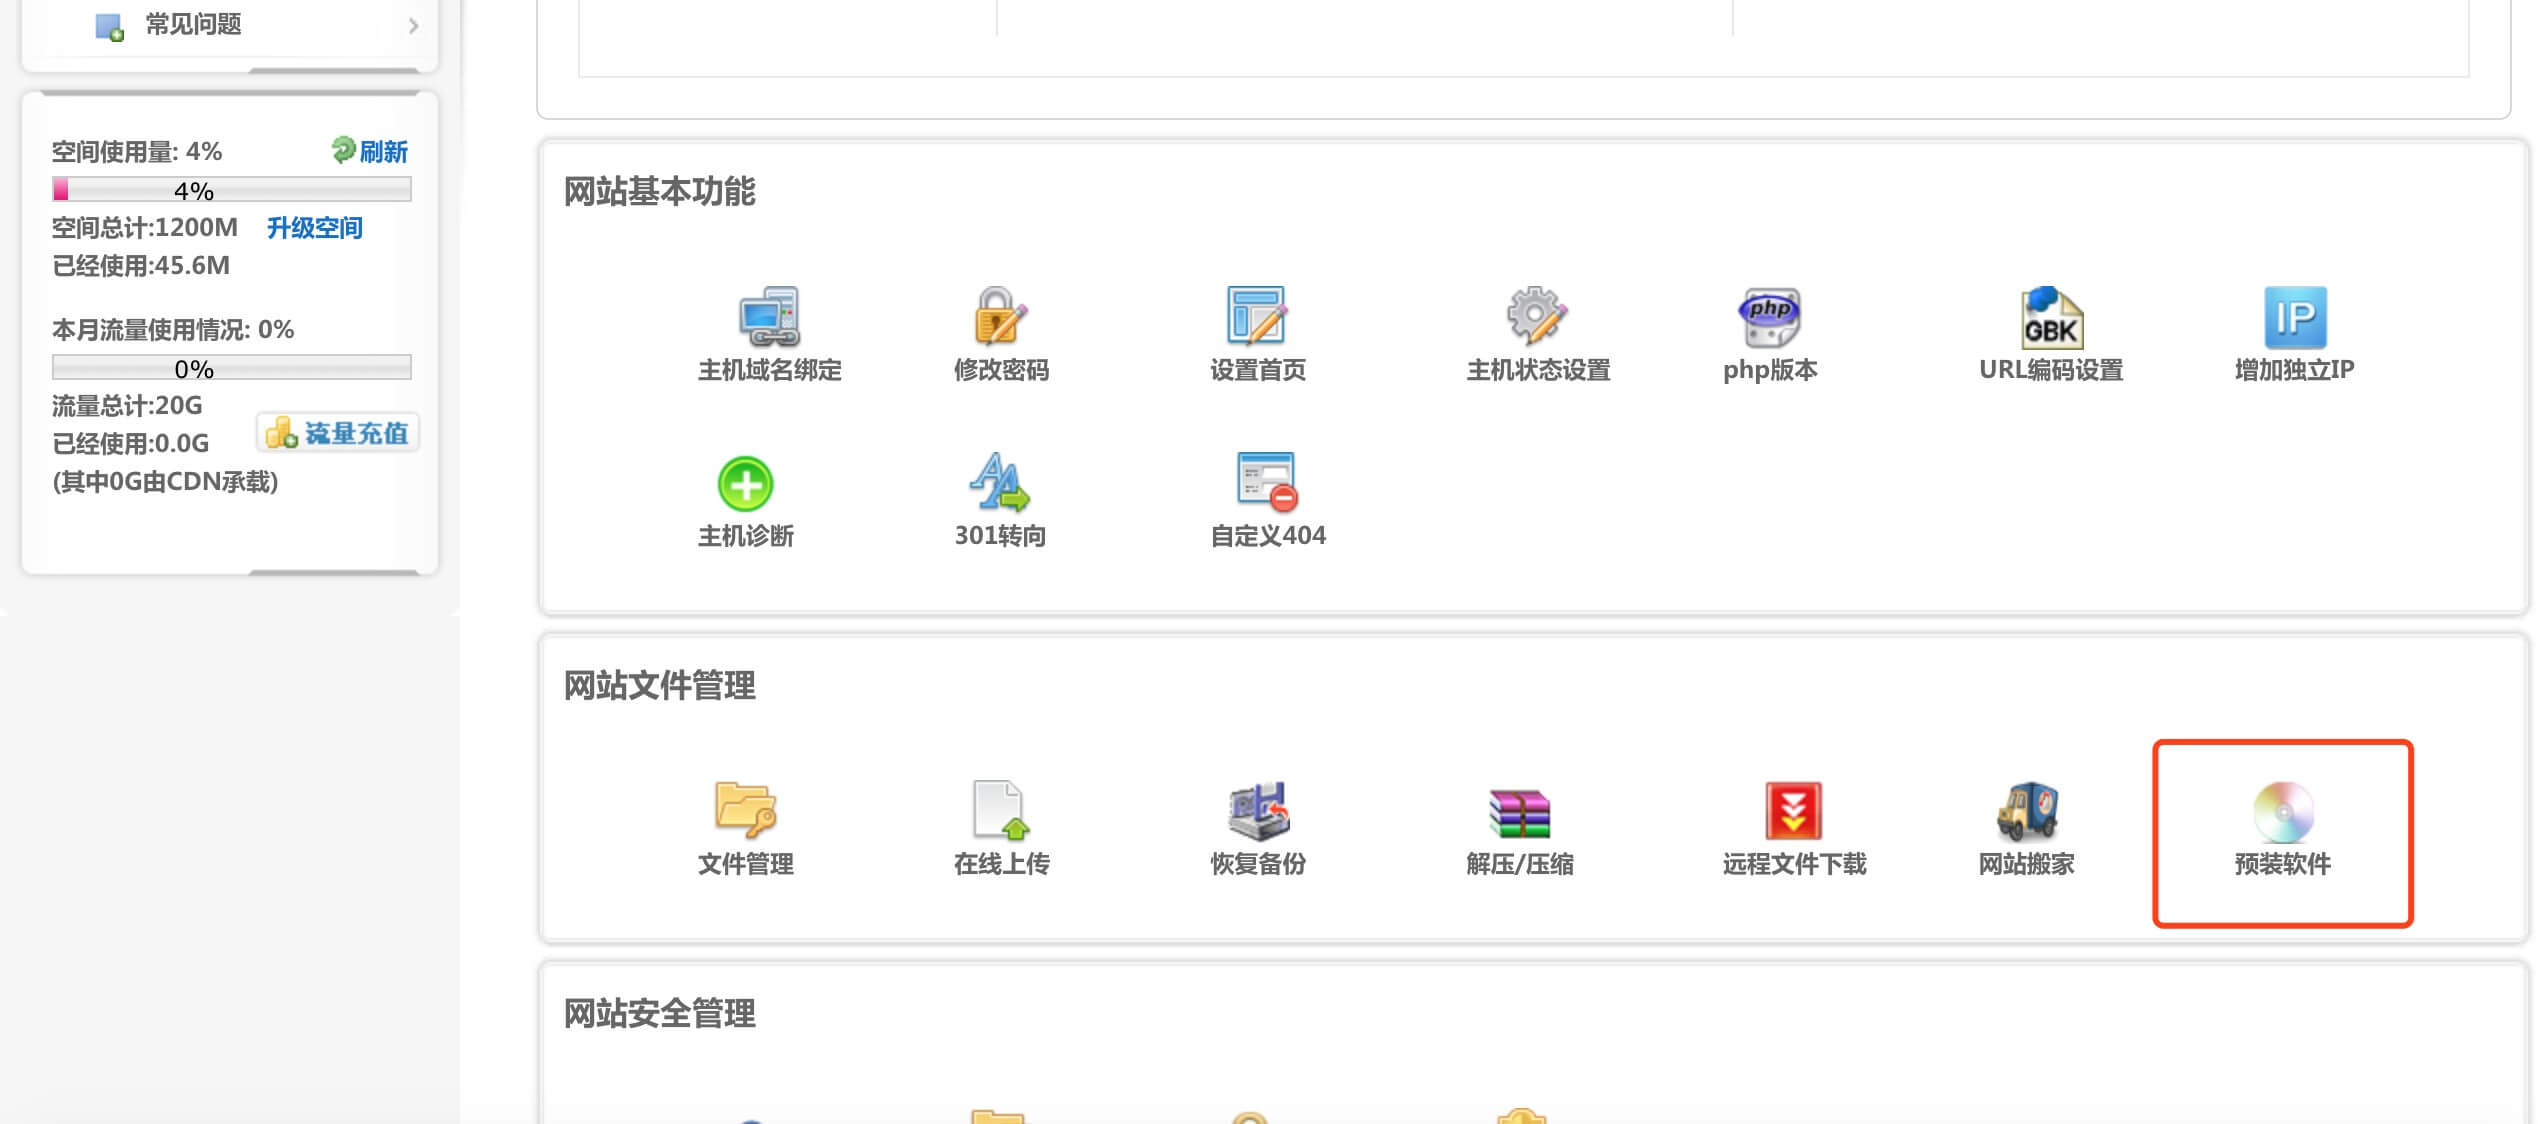 常见问题
空间使用量: 4%
刷新
4%
空间总计:1200M
升级空间
已经使用:45.6M
本月流量使用情况: 0%
0%
流量总计:20G
流量充值
已经使用:0.0G
(其中0G由CDN承载)
网站基本功能
主机域名绑定
修改密码
设置首页
主机状态设置
php
php版本
GBK
URL编码设置
IP
增加独立IP
主机诊断
301转向
自定义404
网站文件管理
文件管理
在线上传
恢复备份
解压/压缩
远程文件下载
网站搬家
预装软件
网站安全管理